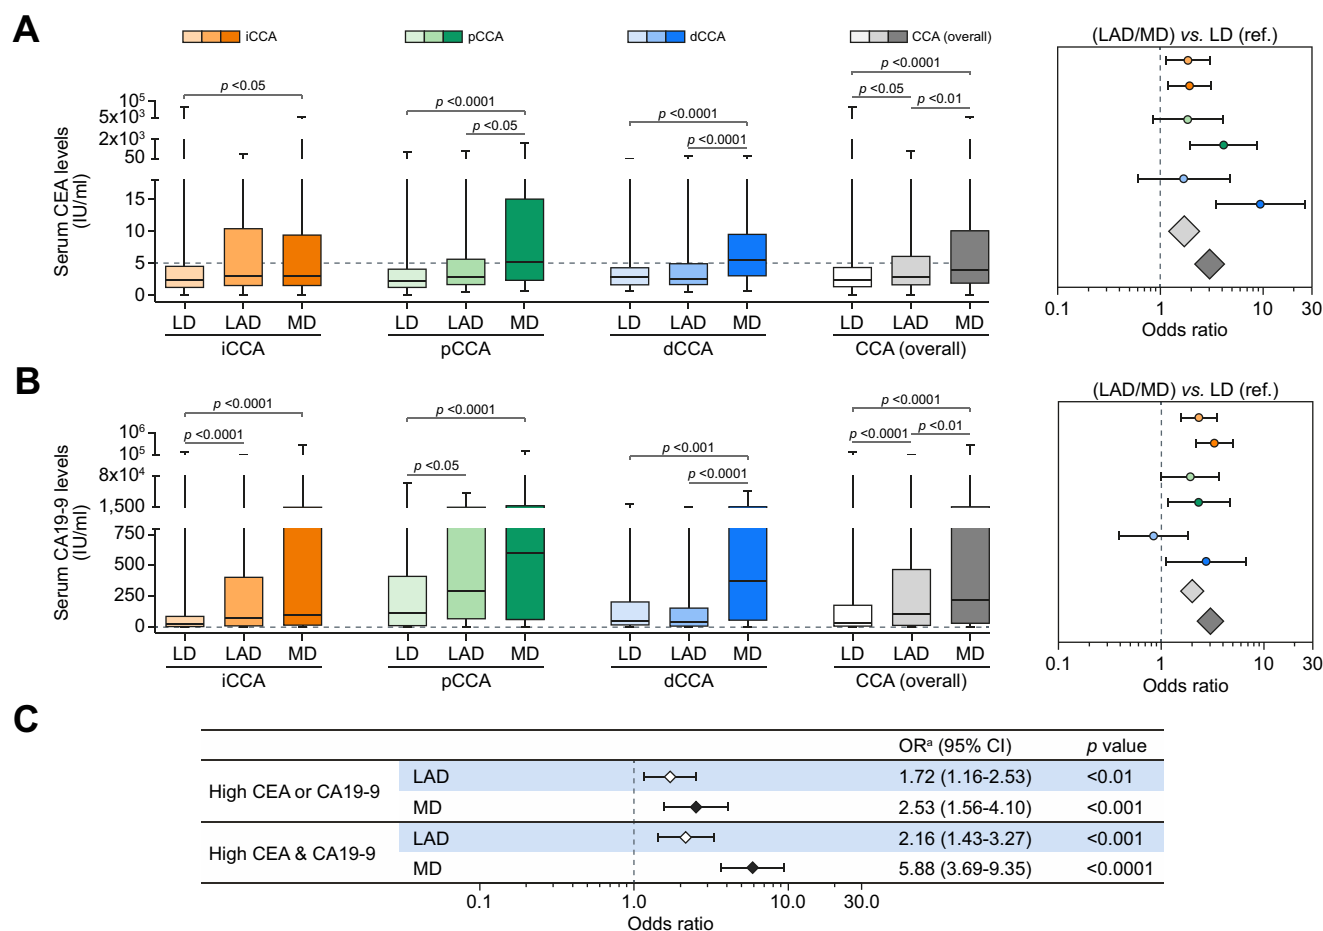 A
iCCA
pCCA
dCCA
CCA (overall)
(LAD/MD) vs. LD (ref.)
Serum CEA levels
(IU/ml)
10⁵
5x10³
2x10³
50
15
10
5
0
p <0.05
p <0.0001
p <0.05
p <0.0001
p <0.0001
p <0.0001
p <0.05
p <0.01
LD LAD MD LD LAD MD LD LAD MD LD LAD MD
iCCA pCCA dCCA CCA (overall)
0.1 1 10 30
Odds ratio
B
(LAD/MD) vs. LD (ref.)
Serum CA19-9 levels
(IU/ml)
10⁶
10⁵
8x10⁴
1,500
750
500
250
0
p <0.0001
p <0.0001
p <0.0001
p <0.05
p <0.001
p <0.0001
p <0.0001
p <0.0001
p <0.01
LD LAD MD LD LAD MD LD LAD MD LD LAD MD
iCCA pCCA dCCA CCA (overall)
0.1 1 10 30
Odds ratio
C
ORᵃ (95% CI) p value
High CEA or CA19-9
LAD 1.72 (1.16-2.53) <0.01
MD 2.53 (1.56-4.10) <0.001
High CEA & CA19-9
LAD 2.16 (1.43-3.27) <0.001
MD 5.88 (3.69-9.35) <0.0001
0.1 1.0 10.0 30.0
Odds ratio